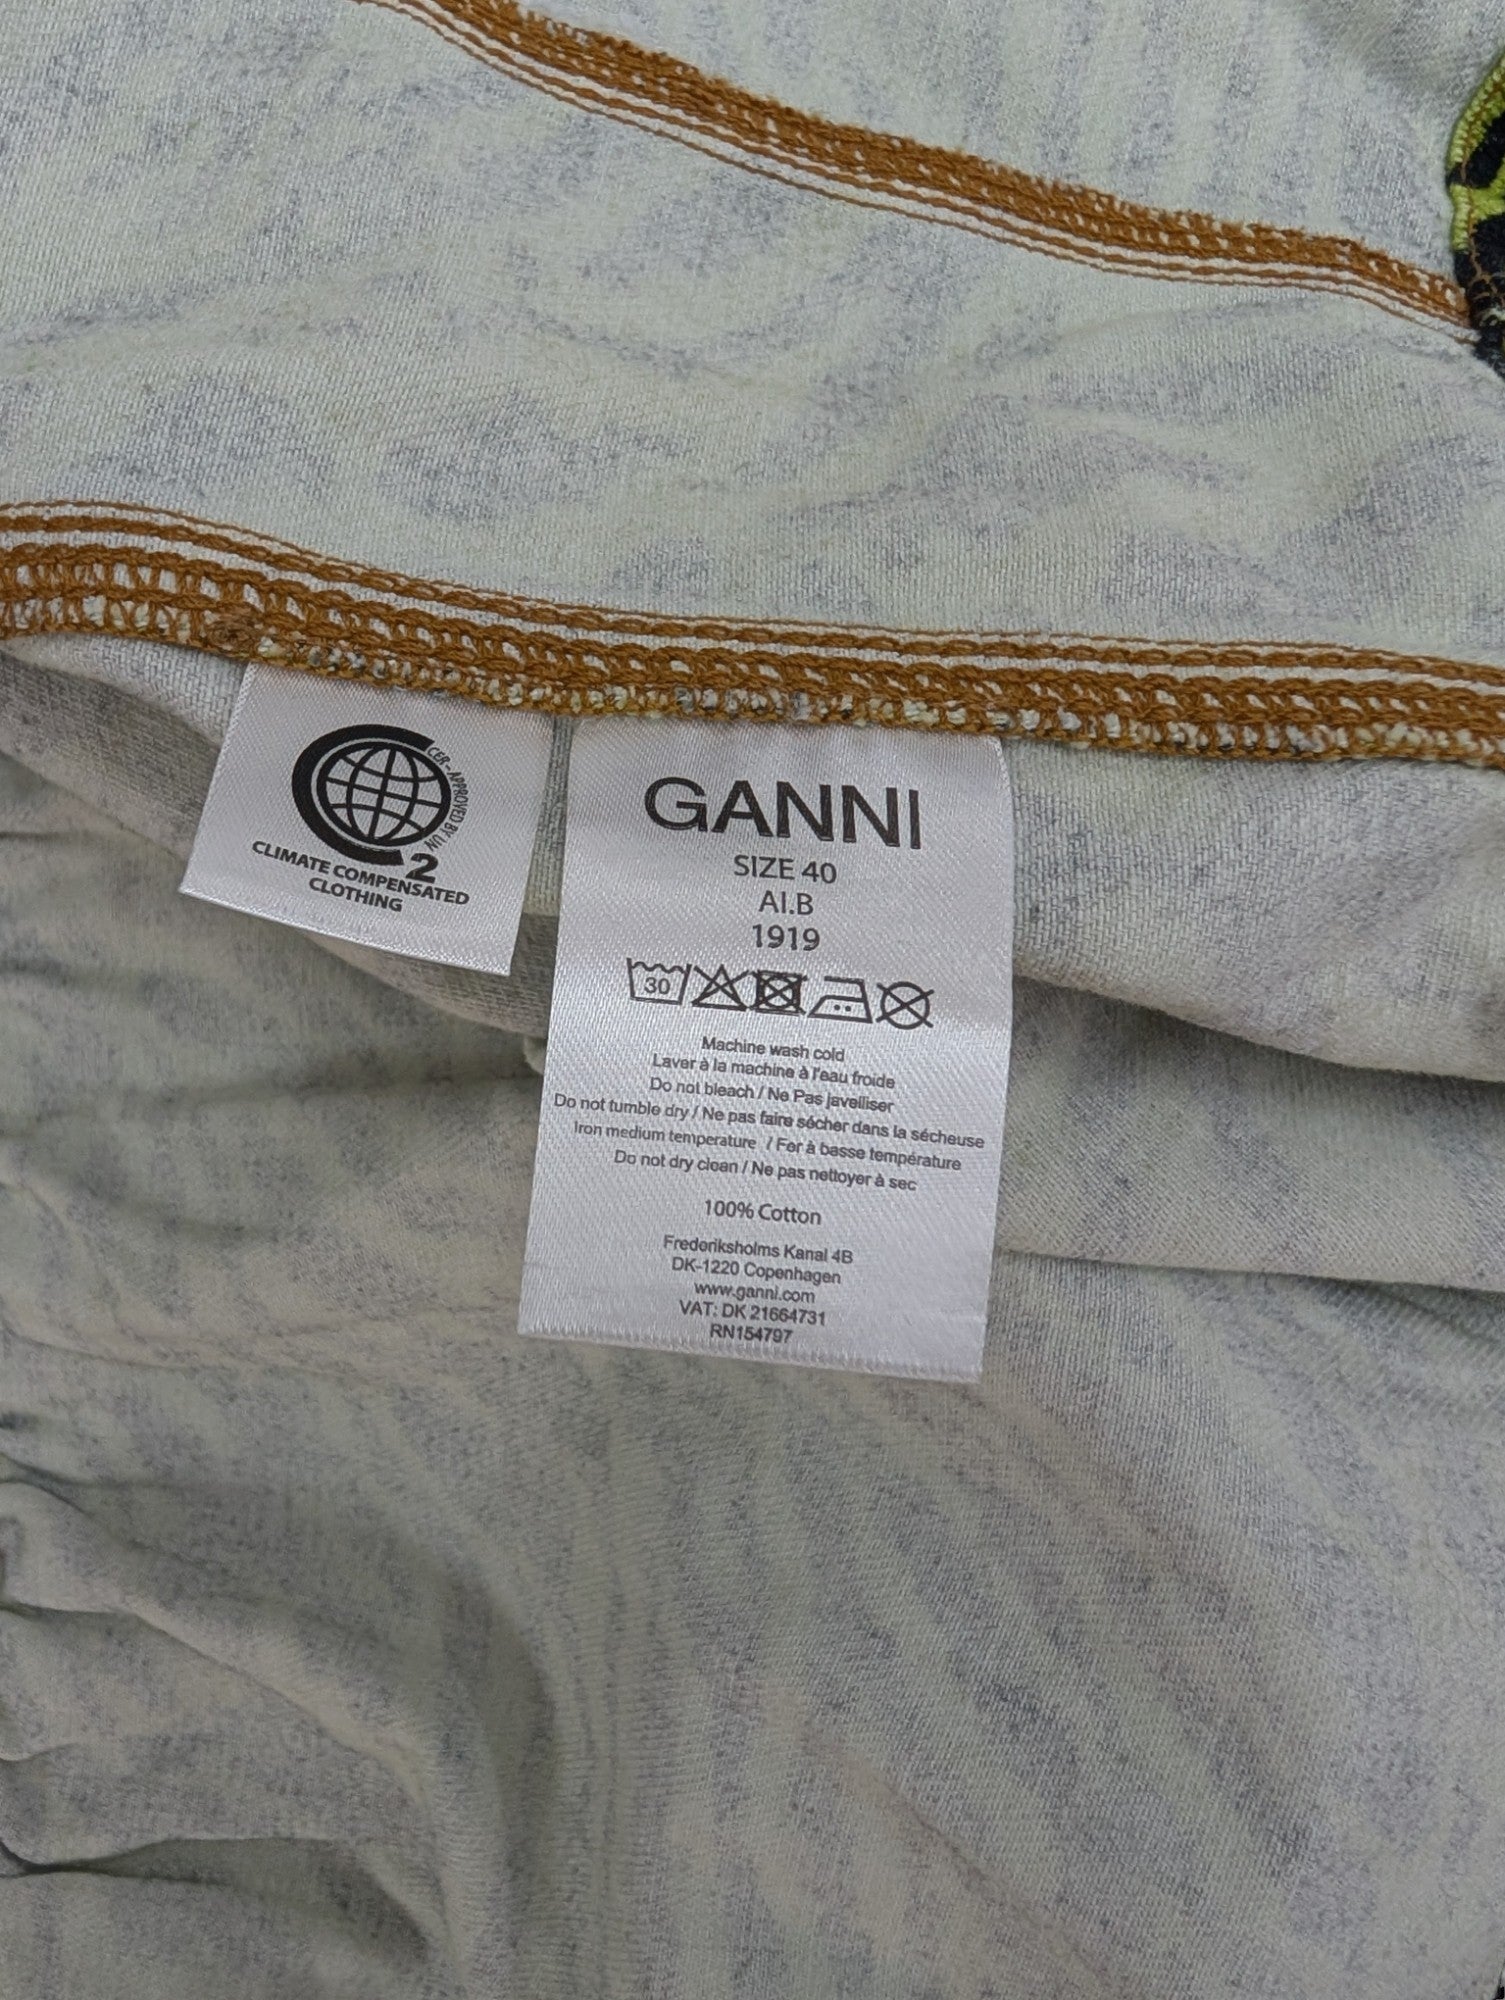 CER - APPROVED BY UN
2
CLIMATE COMPENSATED
CLOTHING
GANNI
SIZE 40
AI.B
1919
30
Machine wash cold
Laver à la machine à l'eau froide
Do not bleach / Ne Pas javelliser
Do not tumble dry / Ne pas faire sécher dans la sécheuse
Iron medium temperature / Fer à basse température
Do not dry clean / Ne pas nettoyer à sec
100% Cotton
Frederiksholms Kanal 4B
DK-1220 Copenhagen
www.ganni.com
VAT: DK 21664731
RN154797